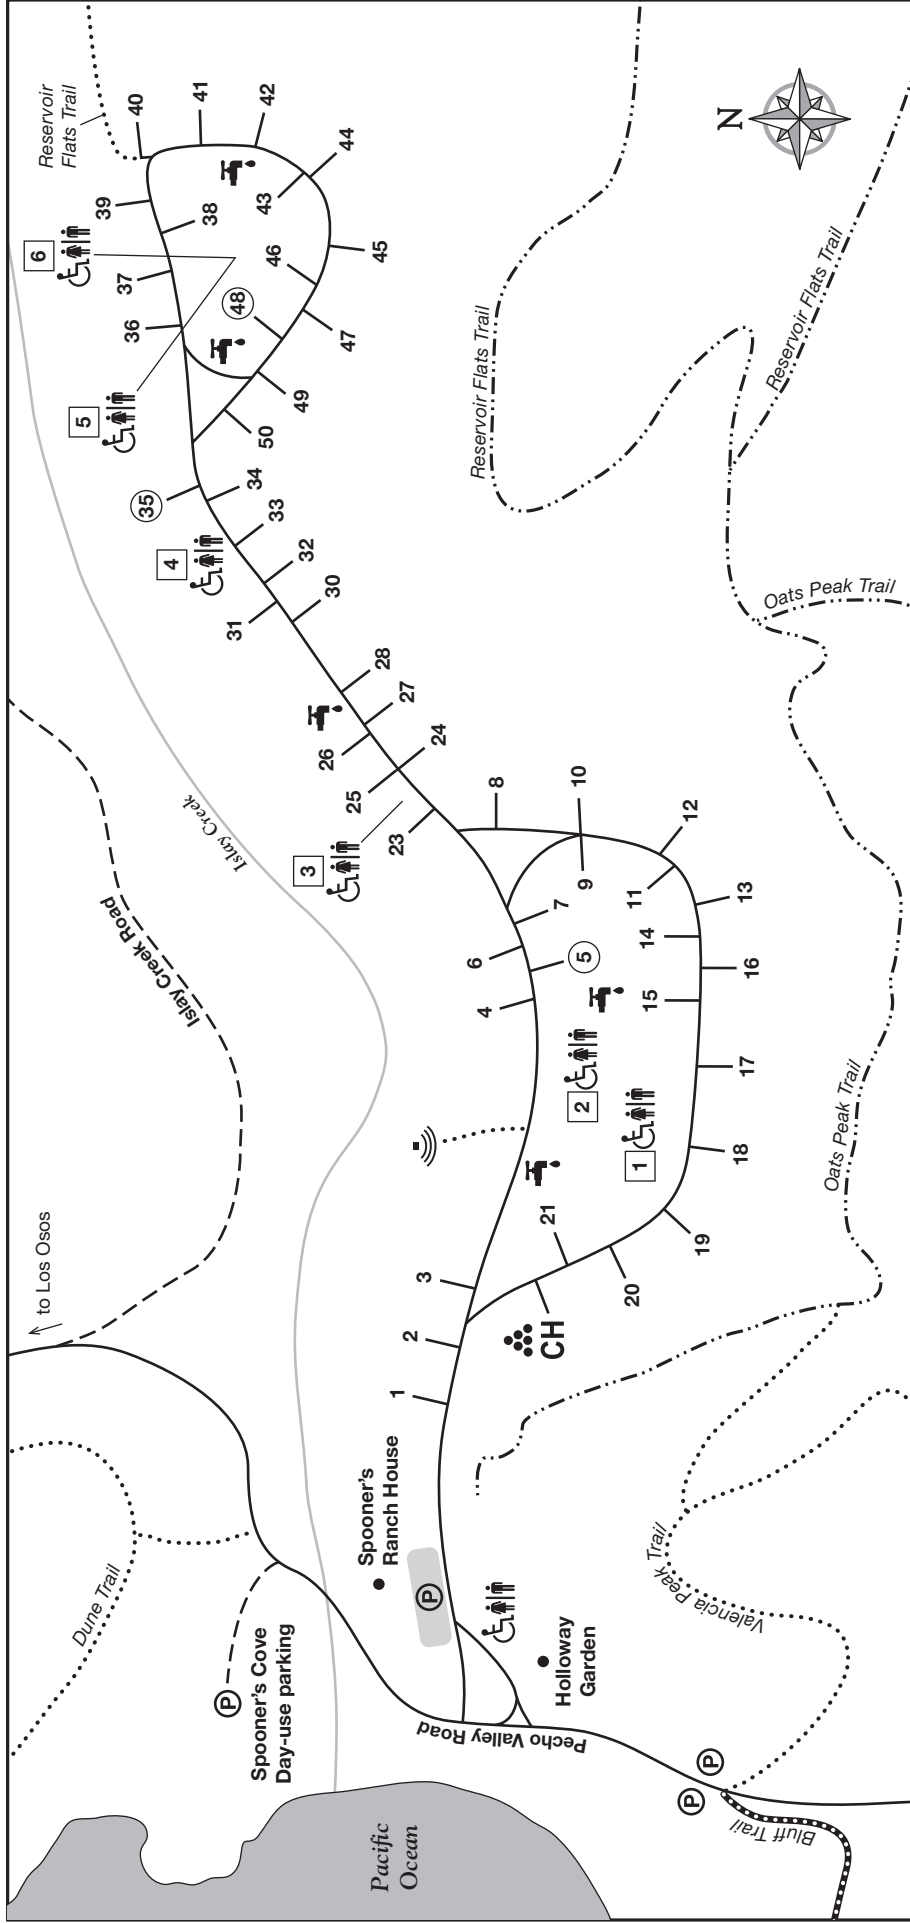 to Los Osos
Dune Trail
P
Spooner's Cove
Day-use parking
Pacific
Ocean
Pecho Valley Road
Islay Creek Road
Islay Creek
Spooner's
Ranch House
P
Holloway
Garden
P
P
Bluff Trail
Valencia Peak Trail
Oats Peak Trail
Oats Peak Trail
Reservoir Flats Trail
Reservoir Flats Trail
Reservoir
Flats Trail
N
CH
1
2
3
4
5
6
7
8
9
10
11
12
13
14
15
16
17
18
19
20
21
23
24
25
26
27
28
30
31
32
33
34
35
36
37
38
39
40
41
42
43
44
45
46
47
48
49
50
1
2
3
4
5
6